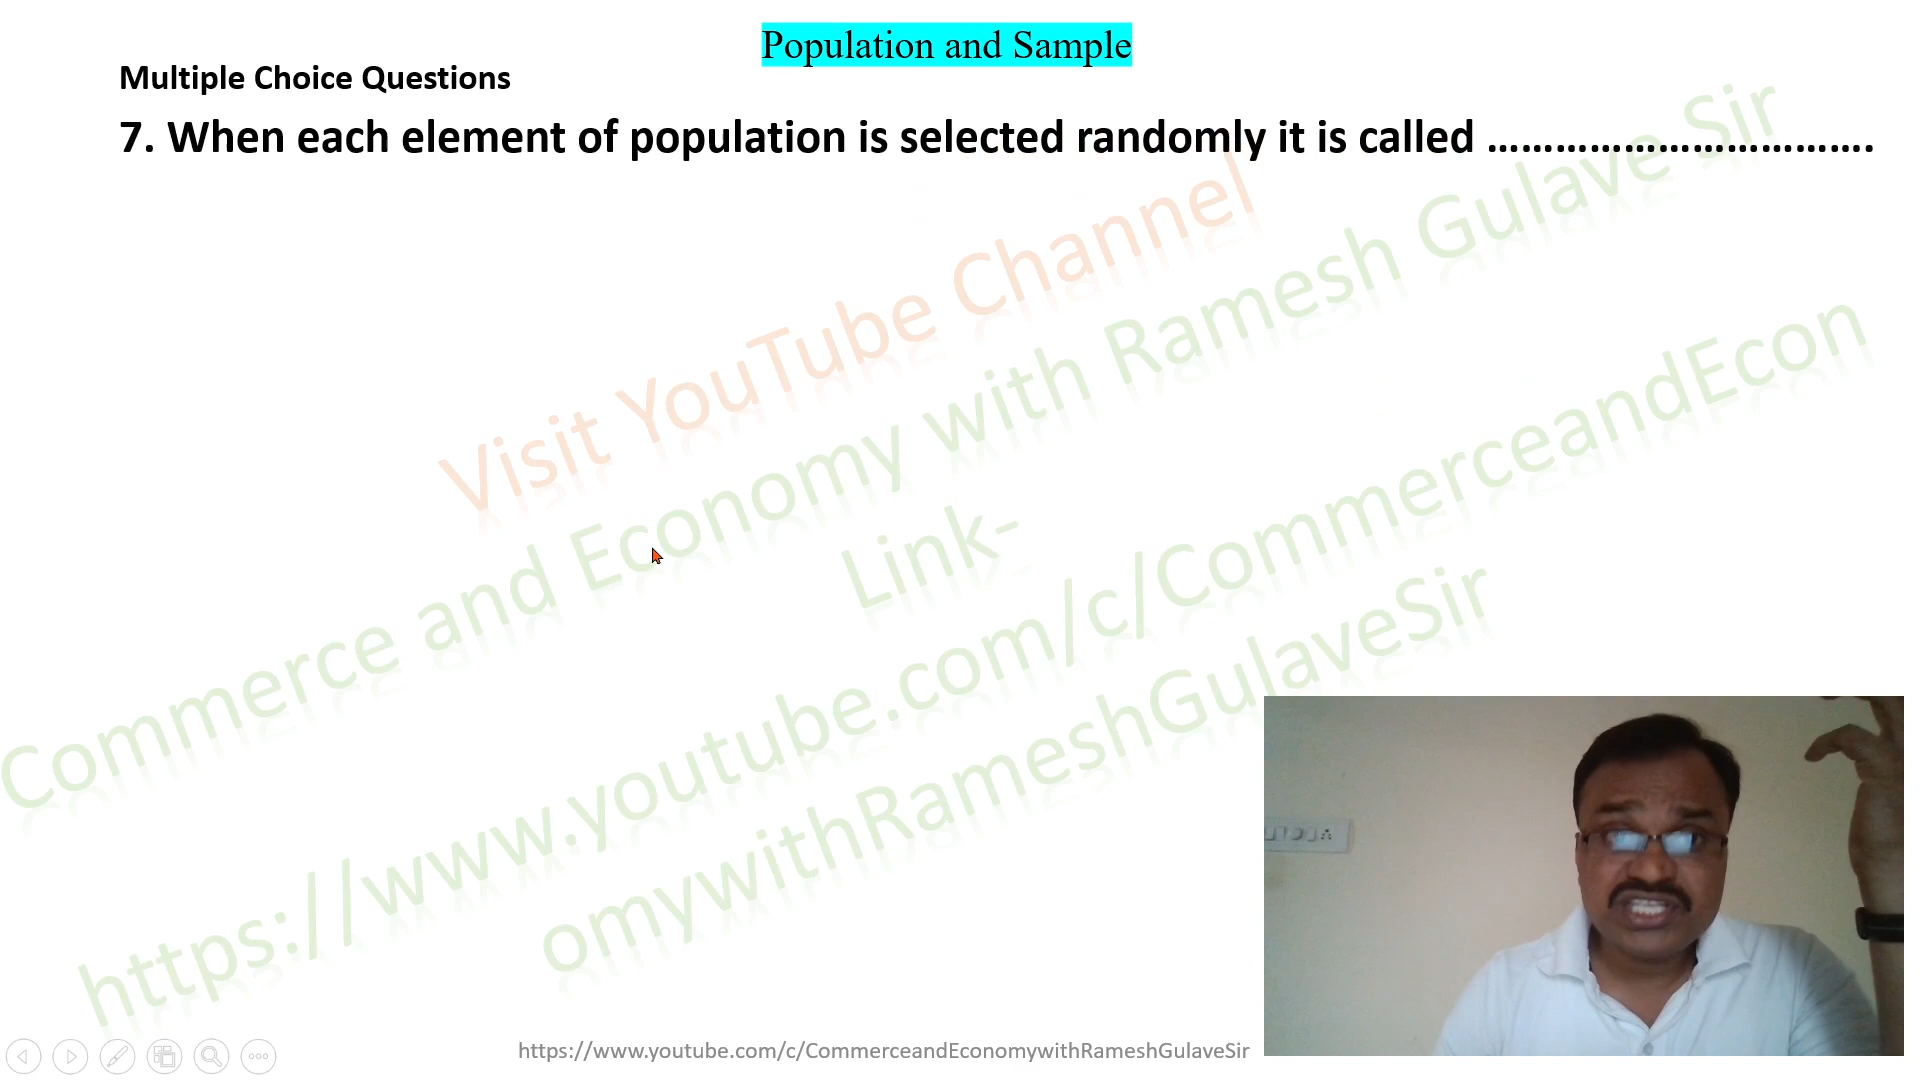 Population and Sample
Multiple Choice Questions
7. When each element of population is selected randomly it is called …………………………….
Visit YouTube Channel
Commerce and Economy with Ramesh Gulave Sir
Link-
https://www.youtube.com/c/CommerceandEcon
omywithRameshGulaveSir
https://www.youtube.com/c/CommerceandEconomywithRameshGulaveSir